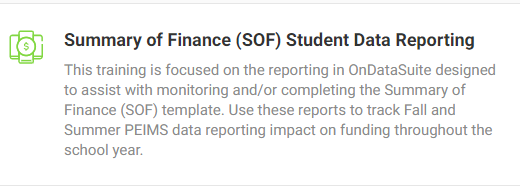 Summary of Finance (SOF) Student Data Reporting
This training is focused on the reporting in OnDataSuite designed
to assist with monitoring and/or completing the Summary of
Finance (SOF) template. Use these reports to track Fall and
Summer PEIMS data reporting impact on funding throughout the
school year.